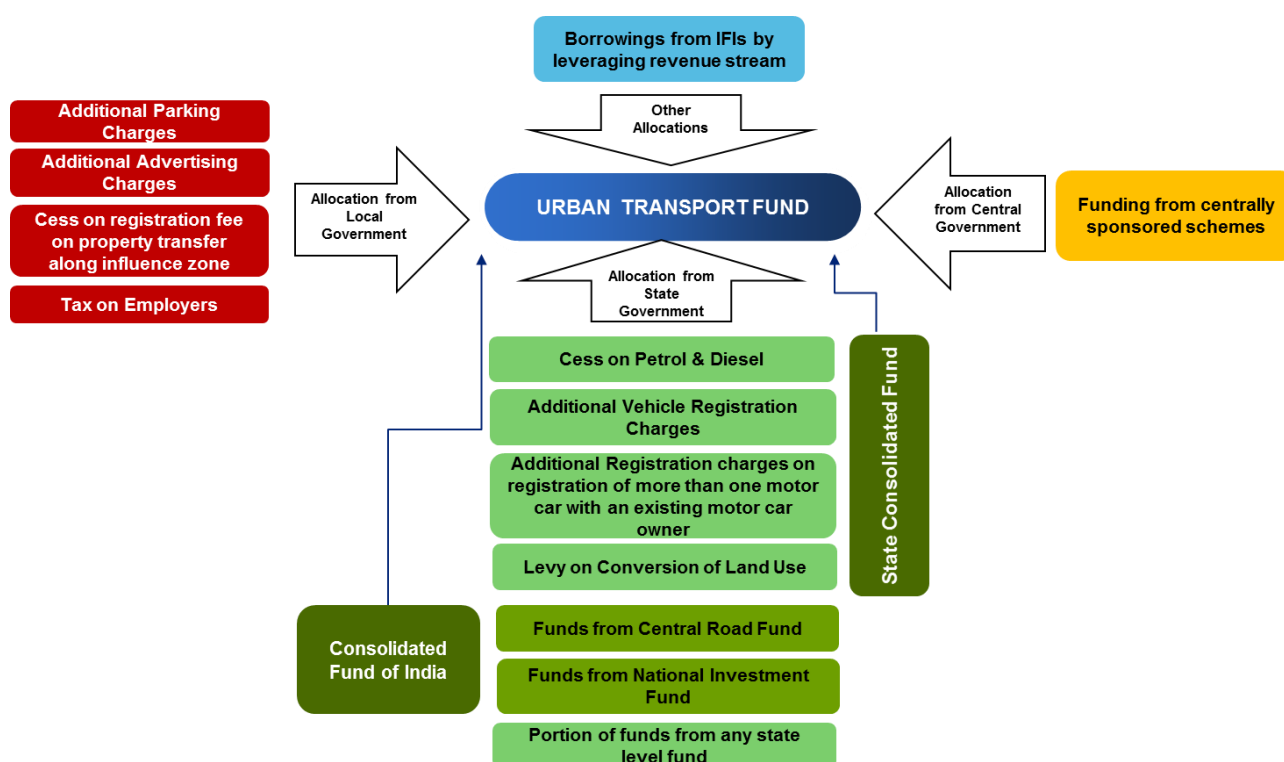 Borrowings from IFIs by
leveraging revenue stream
Other
Allocations
Additional Parking
Charges
Additional Advertising
Charges
Cess on registration fee
on property transfer
along influence zone
Tax on Employers
Allocation from
Local
Government
URBAN TRANSPORT FUND
Allocation
from Central
Government
Funding from centrally
sponsored schemes
Allocation from
State
Government
Cess on Petrol & Diesel
Additional Vehicle Registration
Charges
Additional Registration charges on
registration of more than one motor
car with an existing motor car
owner
Levy on Conversion of Land Use
State Consolidated Fund
Consolidated
Fund of India
Funds from Central Road Fund
Funds from National Investment
Fund
Portion of funds from any state
level fund